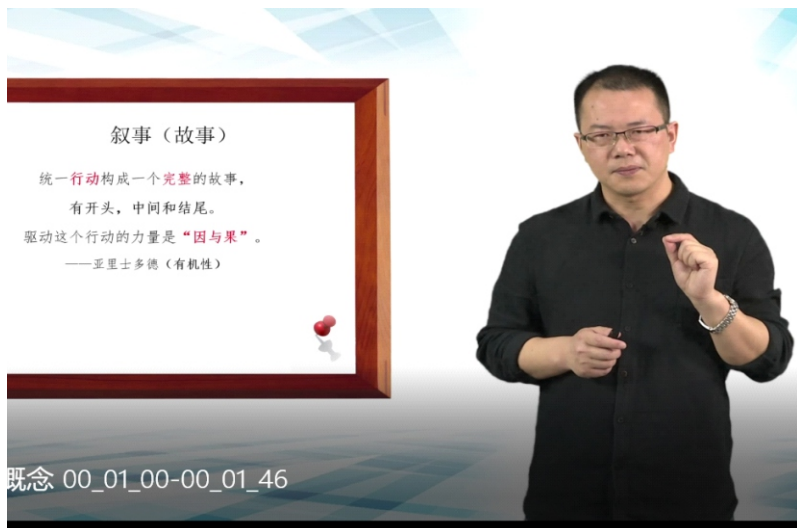 叙事（故事）
统一行动构成一个完整的故事，
有开头，中间和结尾。
驱动这个行动的力量是“因与果”。
——亚里士多德（有机性）
概念 00_01_00-00_01_46